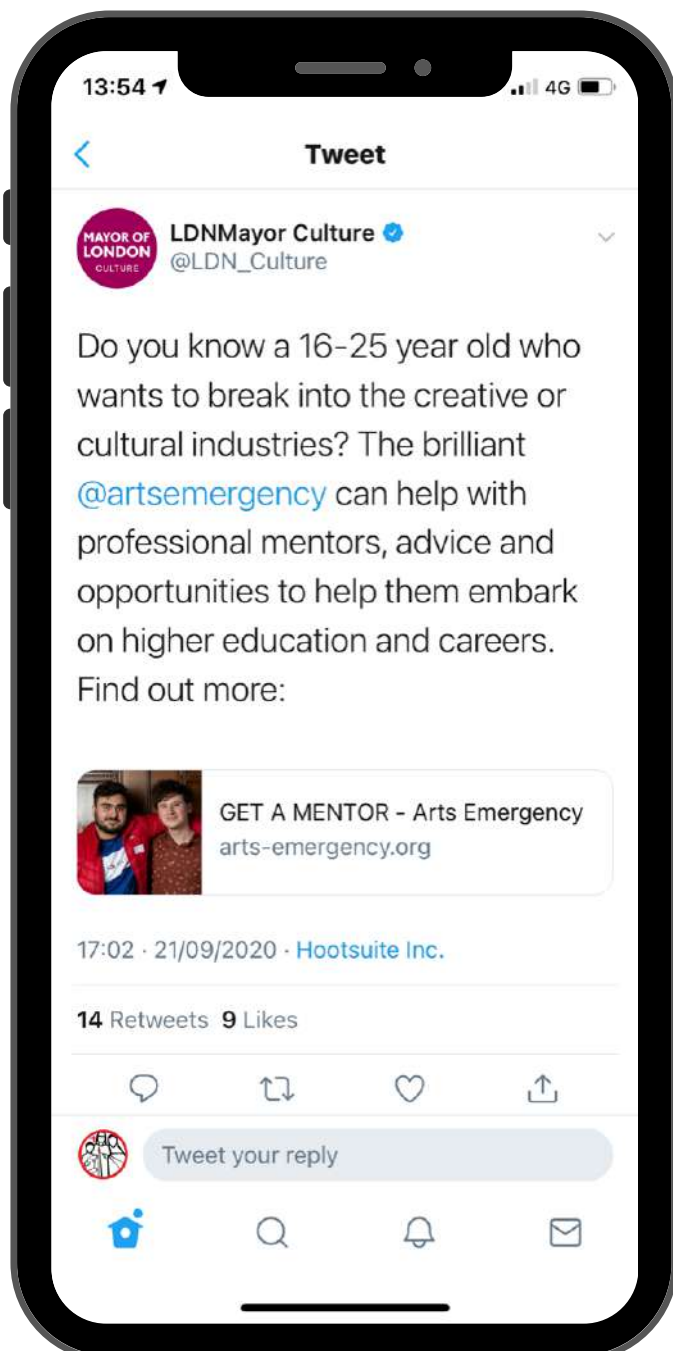 13:54
4G
Tweet
MAYOR OF
LONDON
CULTURE
LDNMayor Culture
@LDN_Culture
Do you know a 16-25 year old who
wants to break into the creative or
cultural industries? The brilliant
@artsemergency can help with
professional mentors, advice and
opportunities to help them embark
on higher education and careers.
Find out more:
GET A MENTOR - Arts Emergency
arts-emergency.org
17:02 · 21/09/2020 · Hootsuite Inc.
14 Retweets 9 Likes
Tweet your reply